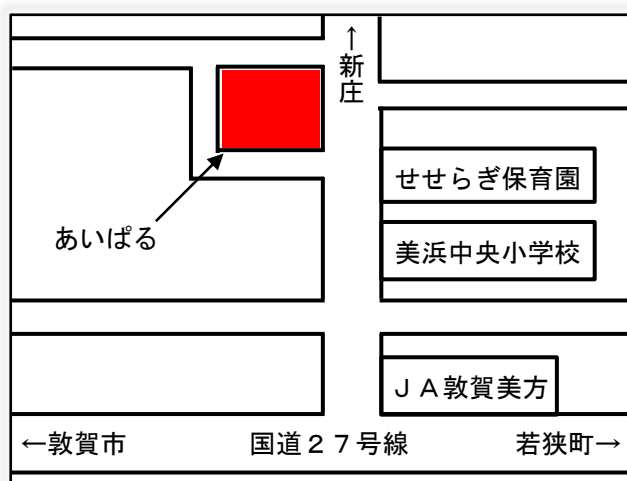 ↑新庄
せせらぎ保育園
あいぱる
美浜中央小学校
ＪＡ敦賀美方
←敦賀市　国道２７号線　若狭町→